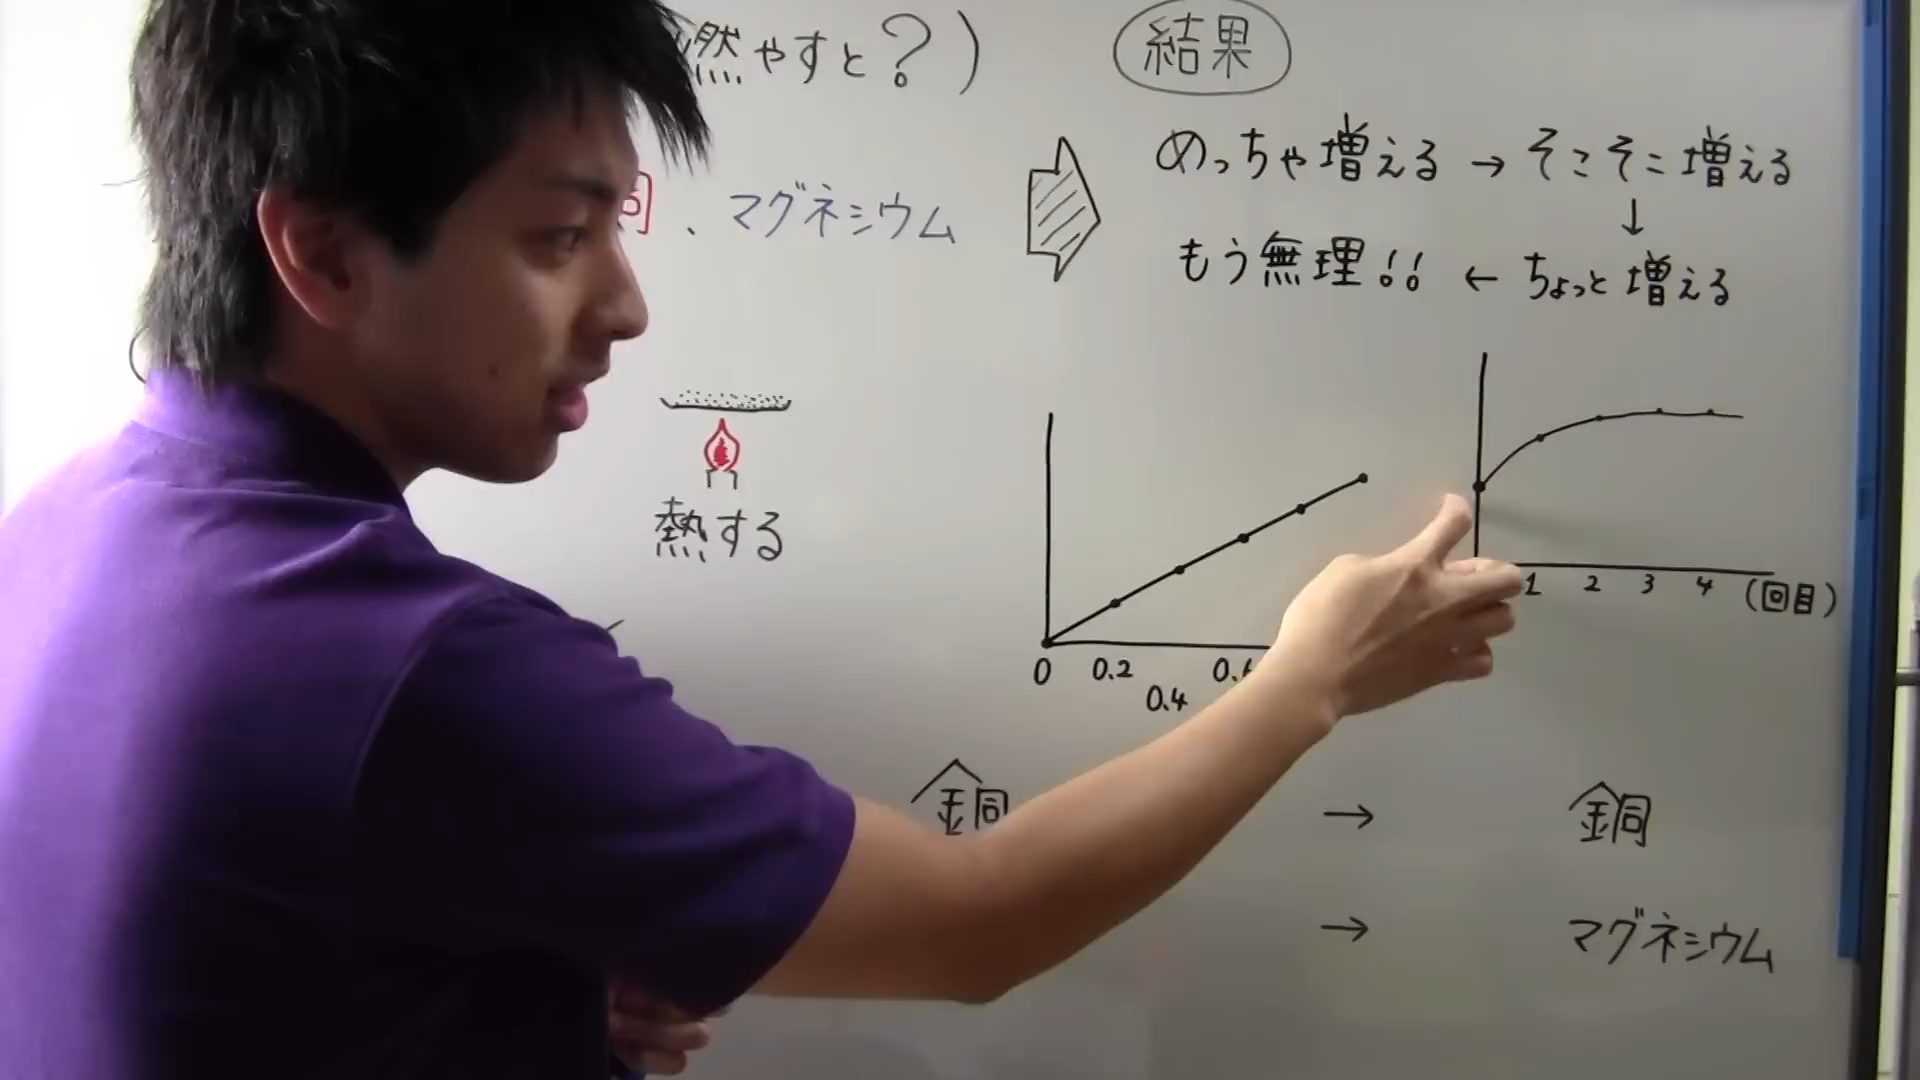 然やすと?)
結果
、マグネシウム
めっちゃ増える → そこそこ増える
↓
もう無理!! ← ちょっと増える
熱する
1 2 3 4 (回目)
0 0.2
0.4
銅 → 銅
→ マグネシウム